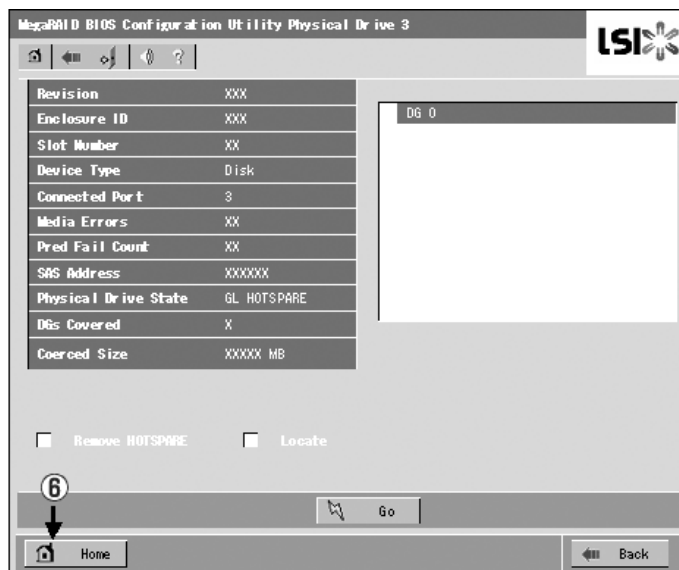 MegaRAID BIOS Configuration Utility Physical Drive 3
LSI
?
Revision XXX
Enclosure ID XXX
Slot Number XX
Device Type Disk
Connected Port 3
Media Errors XX
Pred Fail Count XX
SAS Address XXXXXX
Physical Drive State GL HOTSPARE
DGs Covered X
Coerced Size XXXXX MB
DG 0
Remove HOTSPARE Locate
⑥
Go
Home Back